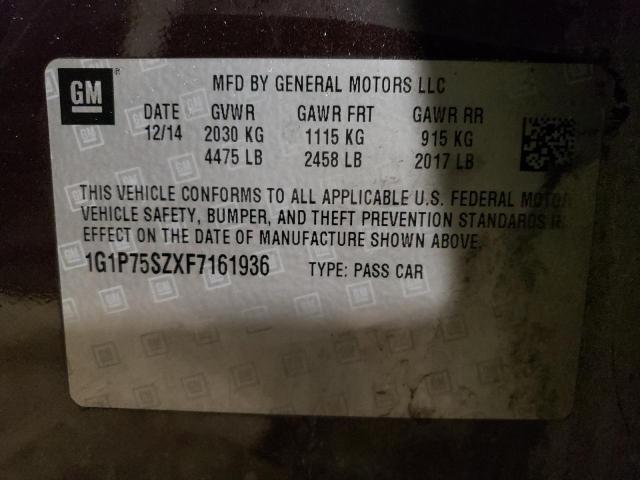 GM ® MFD BY GENERAL MOTORS LLC
DATE GVWR GAWR FRT GAWR RR
12/14 2030 KG 1115 KG 915 KG
4475 LB 2458 LB 2017 LB
THIS VEHICLE CONFORMS TO ALL APPLICABLE U.S. FEDERAL MOTOR
VEHICLE SAFETY, BUMPER, AND THEFT PREVENTION STANDARDS IN
EFFECT ON THE DATE OF MANUFACTURE SHOWN ABOVE.
1G1P75SZXF7161936 TYPE: PASS CAR